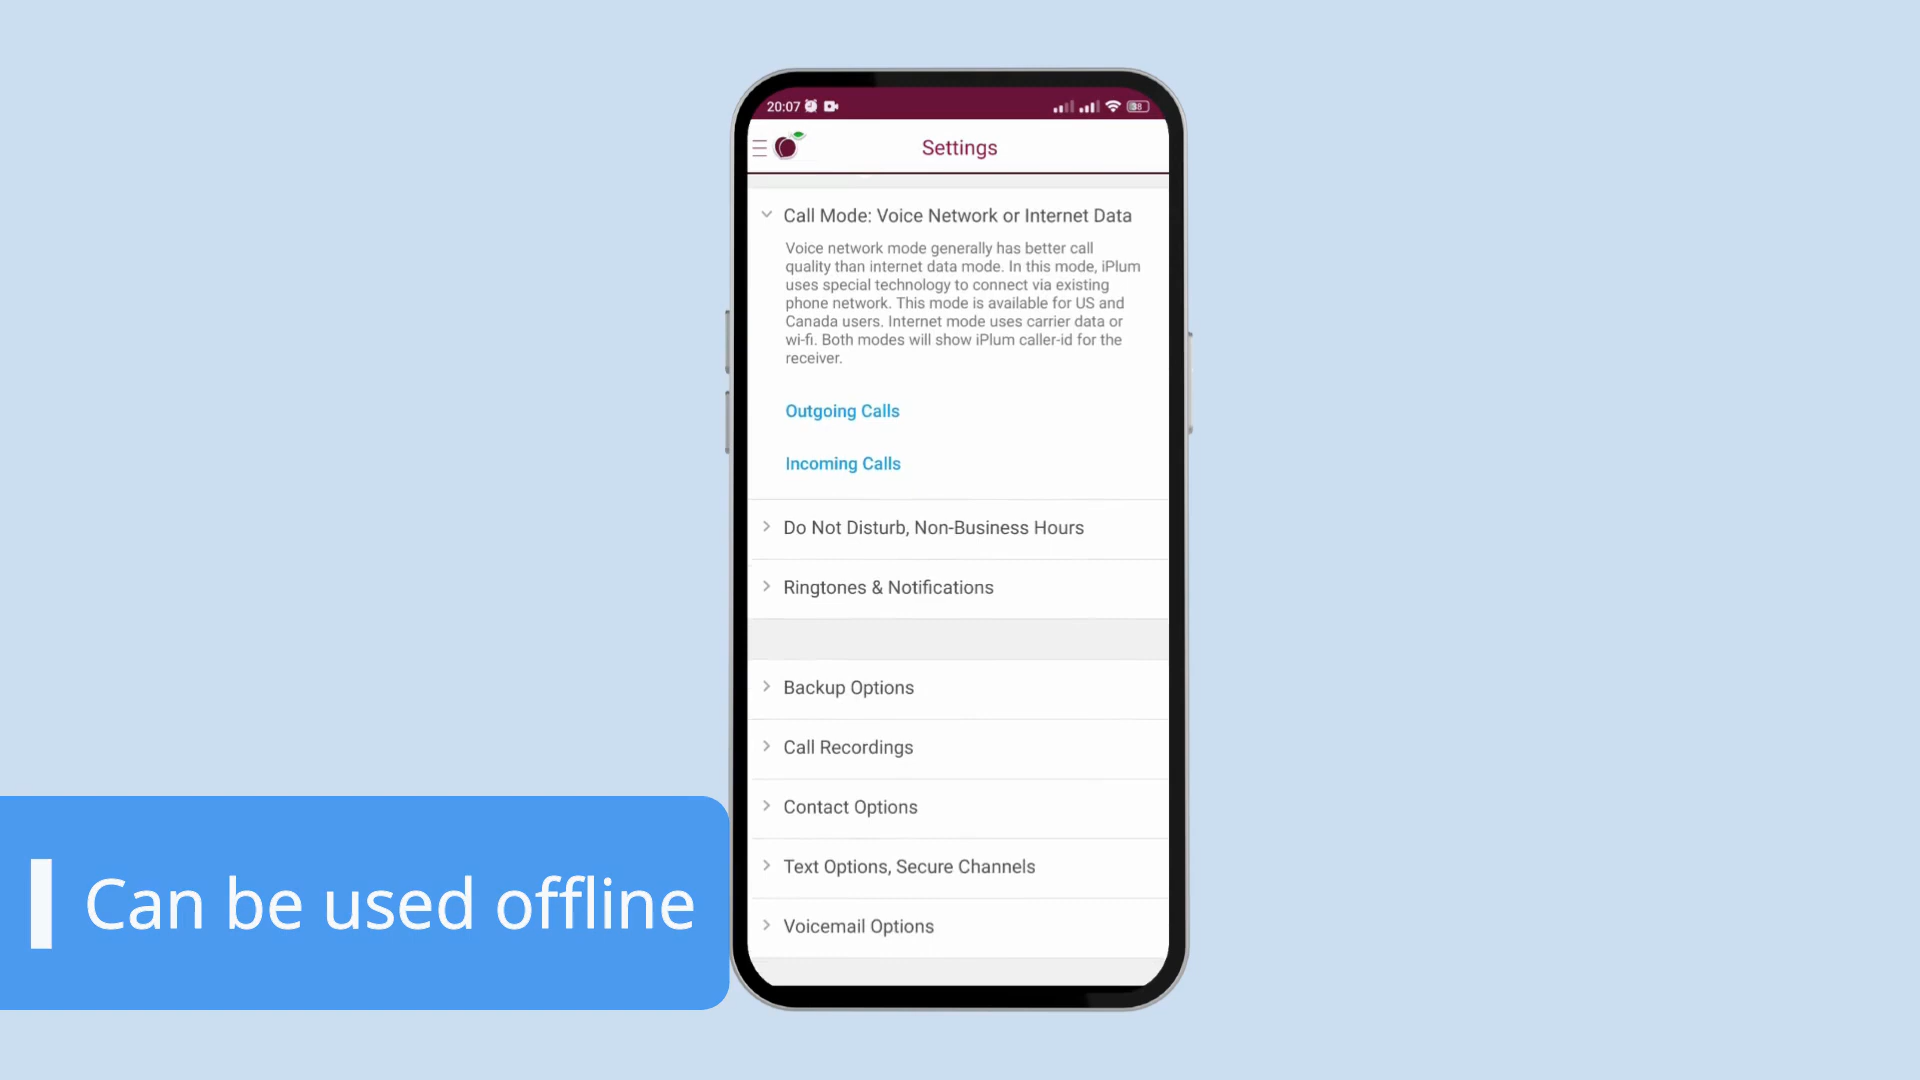 20:07
38
Settings
Call Mode: Voice Network or Internet Data
Voice network mode generally has better call
quality than internet data mode. In this mode, iPlum
uses special technology to connect via existing
phone network. This mode is available for US and
Canada users. Internet mode uses carrier data or
wi-fi. Both modes will show iPlum caller-id for the
receiver.
Outgoing Calls
Incoming Calls
Do Not Disturb, Non-Business Hours
Ringtones & Notifications
Backup Options
Call Recordings
Contact Options
Text Options, Secure Channels
Voicemail Options
Can be used offline